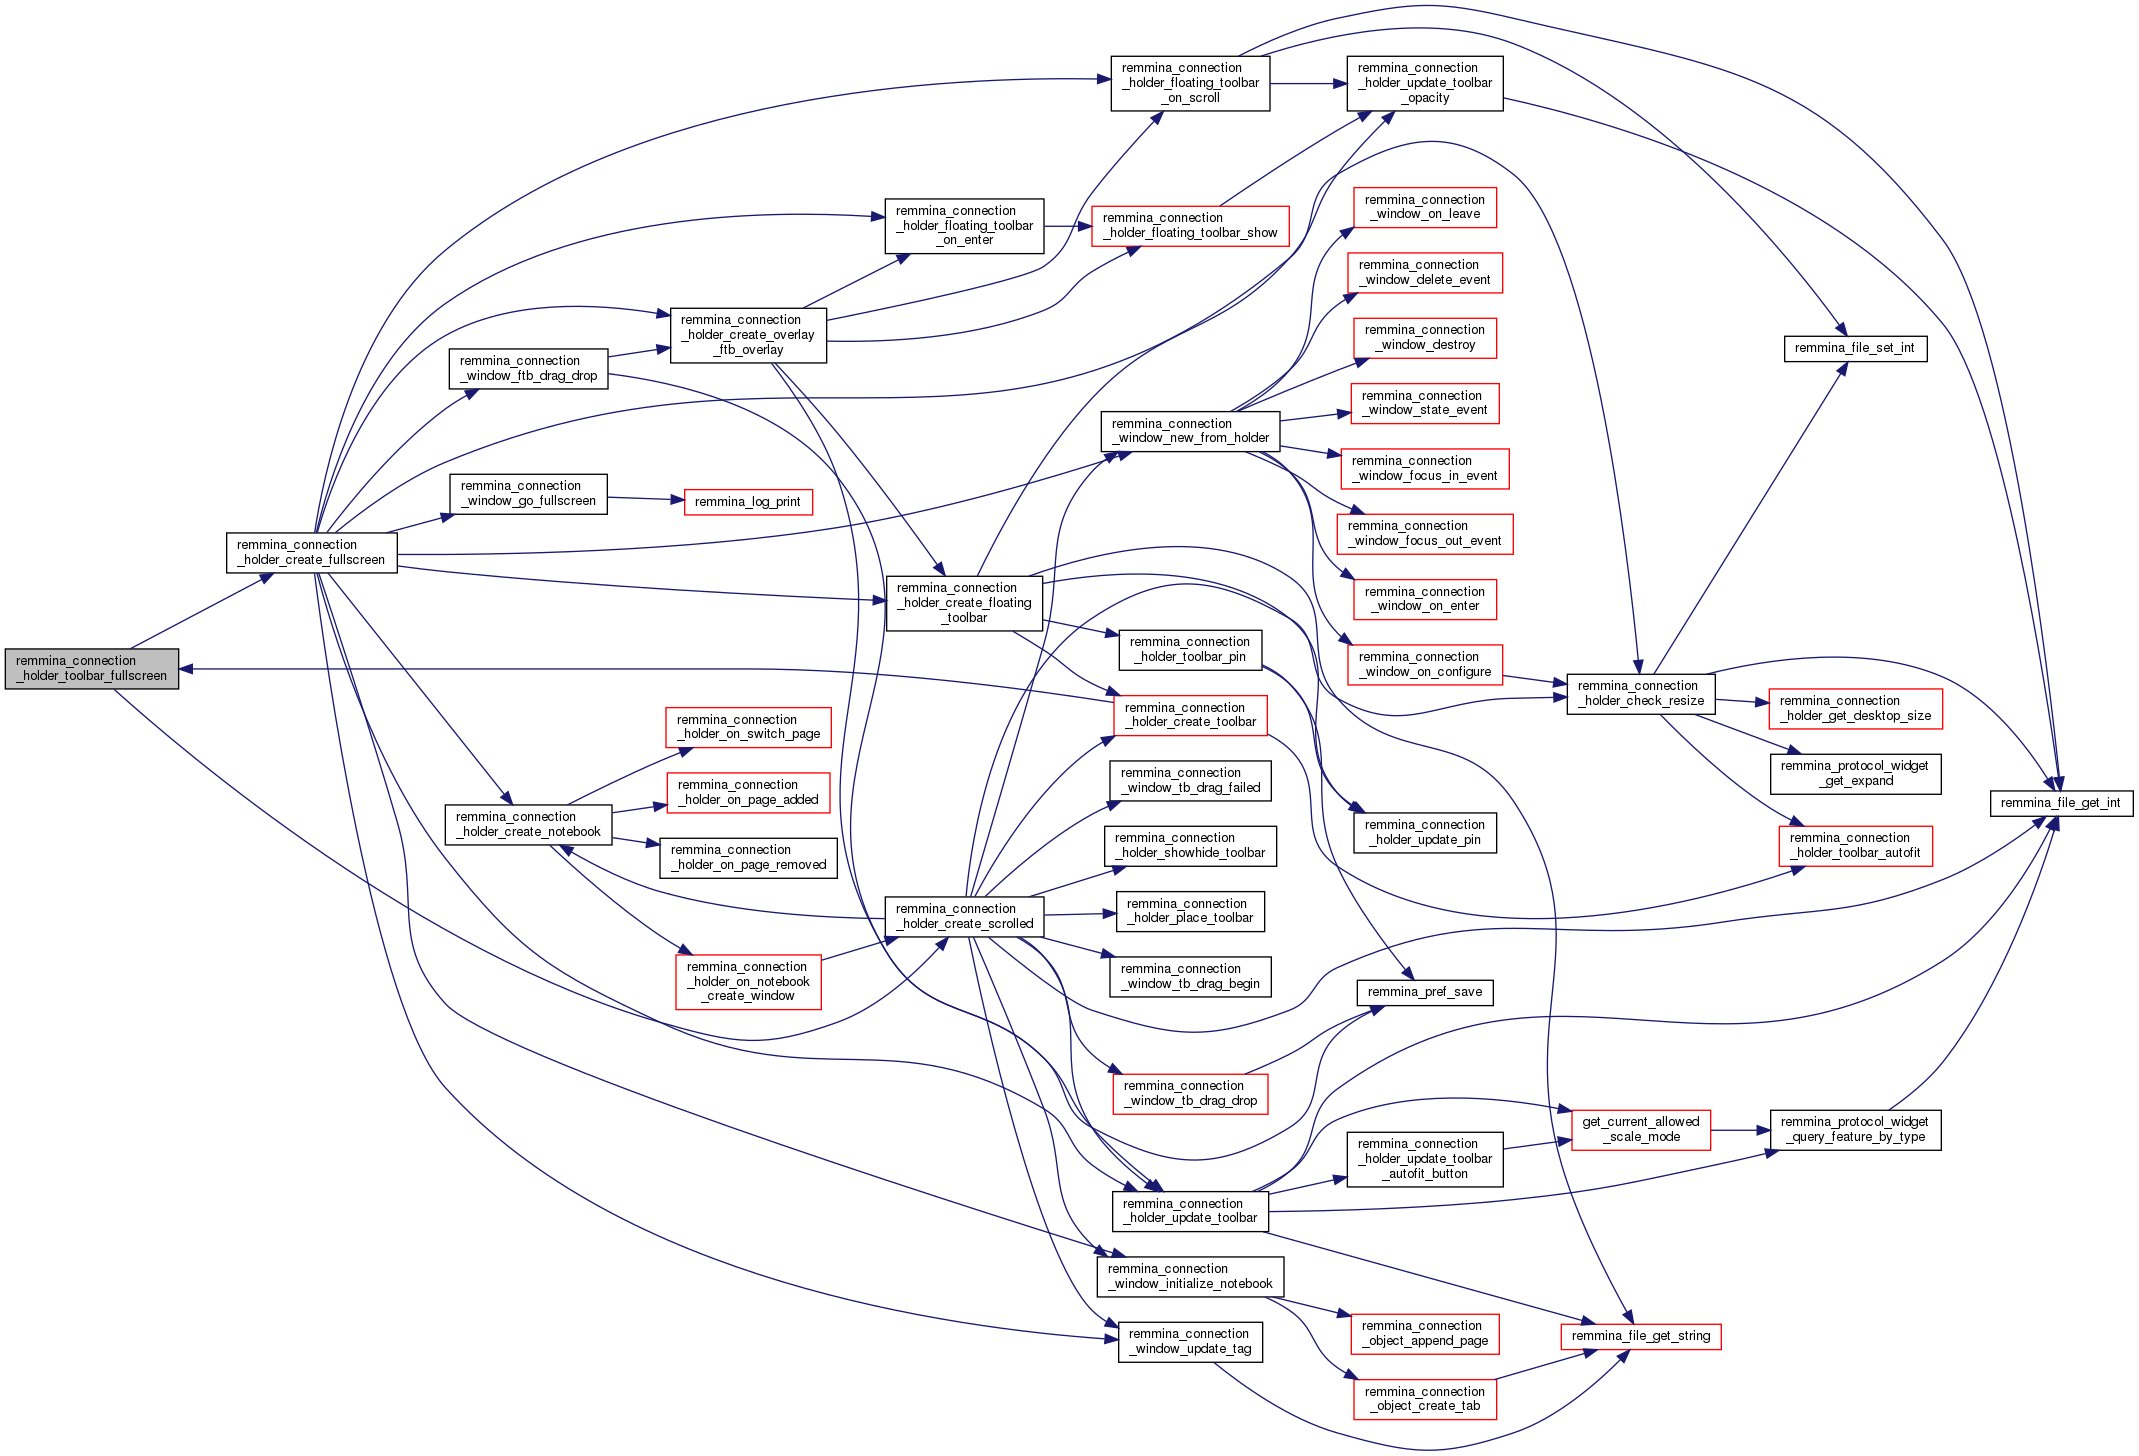 remmina_connection
_holder_toolbar_fullscreen
remmina_connection
_holder_create_fullscreen
remmina_connection
_window_ftb_drag_drop
remmina_connection
_window_go_fullscreen
remmina_connection
_holder_create_notebook
remmina_connection
_holder_create_overlay
_ftb_overlay
remmina_log_print
remmina_connection
_holder_on_switch_page
remmina_connection
_holder_on_page_added
remmina_connection
_holder_on_page_removed
remmina_connection
_holder_on_notebook
_create_window
remmina_connection
_holder_floating_toolbar
_on_enter
remmina_connection
_holder_create_floating
_toolbar
remmina_connection
_holder_create_scrolled
remmina_connection
_holder_floating_toolbar
_on_scroll
remmina_connection
_holder_floating_toolbar_show
remmina_connection
_window_new_from_holder
remmina_connection
_holder_toolbar_pin
remmina_connection
_holder_create_toolbar
remmina_connection
_window_tb_drag_failed
remmina_connection
_holder_showhide_toolbar
remmina_connection
_holder_place_toolbar
remmina_connection
_window_tb_drag_begin
remmina_connection
_window_tb_drag_drop
remmina_connection
_holder_update_toolbar
remmina_connection
_window_initialize_notebook
remmina_connection
_window_update_tag
remmina_connection
_holder_update_toolbar
_opacity
remmina_connection
_window_on_leave
remmina_connection
_window_delete_event
remmina_connection
_window_destroy
remmina_connection
_window_state_event
remmina_connection
_window_focus_in_event
remmina_connection
_window_focus_out_event
remmina_connection
_window_on_enter
remmina_connection
_window_on_configure
remmina_connection
_holder_update_pin
remmina_pref_save
remmina_connection
_holder_update_toolbar
_autofit_button
remmina_connection
_object_append_page
remmina_connection
_object_create_tab
remmina_connection
_holder_check_resize
get_current_allowed
_scale_mode
remmina_file_get_string
remmina_file_set_int
remmina_connection
_holder_get_desktop_size
remmina_protocol_widget
_get_expand
remmina_connection
_holder_toolbar_autofit
remmina_protocol_widget
_query_feature_by_type
remmina_file_get_int